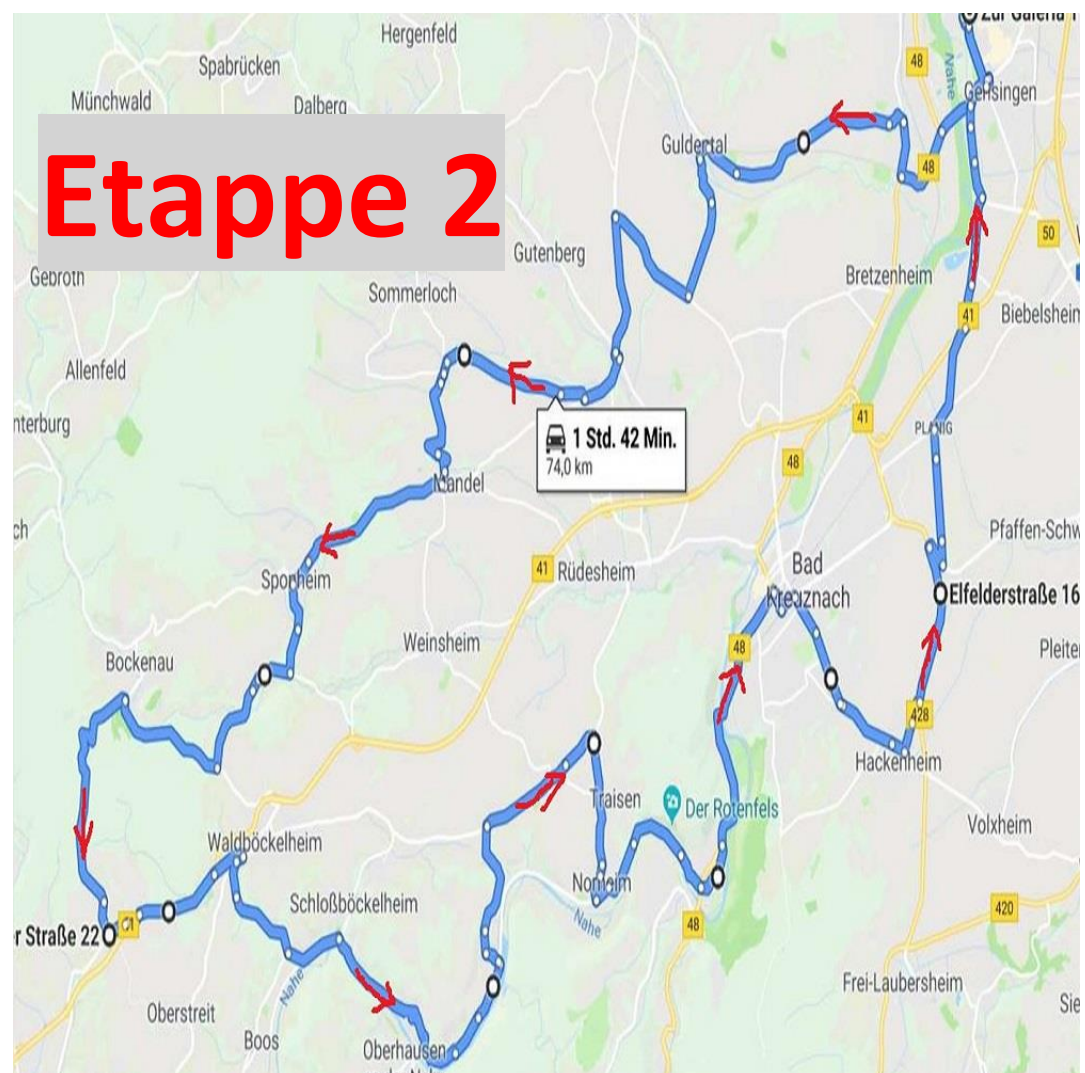 Etappe 2
Zur Galeria 1
Hergenfeld
Spabrücken
48
Nahe
Münchwald
Dalberg
Gensingen
Guldental
48
50
Gutenberg
Bretzenheim
Gebroth
Sommerloch
41
Biebelsheim
Allenfeld
nterburg
41
PLANIG
1 Std. 42 Min.
74,0 km
48
Mandel
ch
Pfaffen-Schw
41
Rüdesheim
Bad
Kreuznach
Sponheim
Elfelderstraße 16
Weinsheim
48
Pleiter
Bockenau
428
Hackenheim
Traisen
Der Rotenfels
Volxheim
Waldböckelheim
Norheim
Schloßböckelheim
420
Nahe
48
r Straße 22
41
Nahe
Frei-Laubersheim
Oberstreit
Sie
Boos
Oberhausen